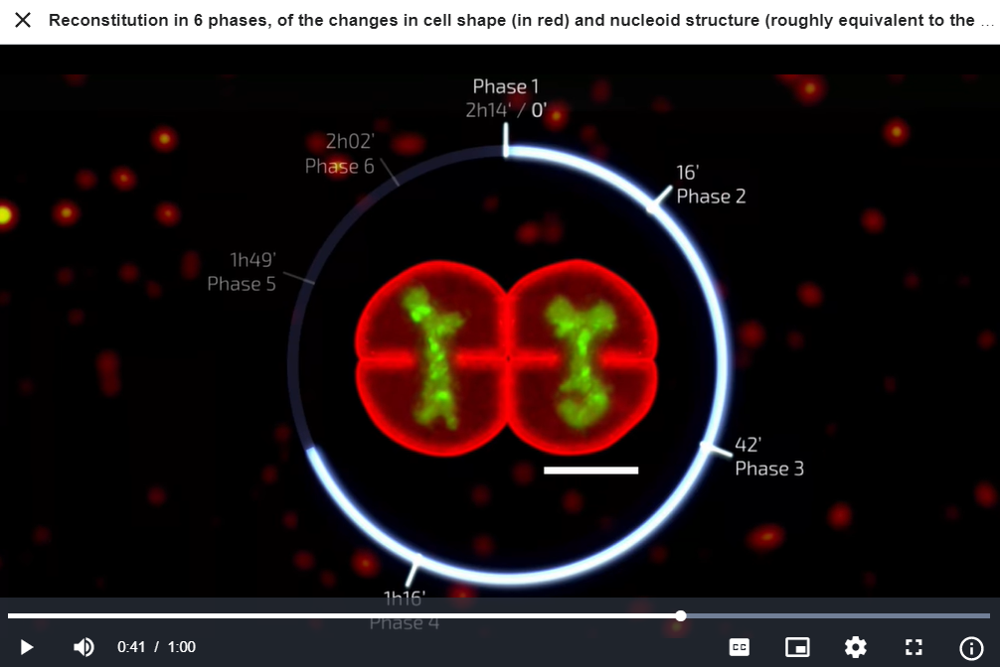 Reconstitution in 6 phases, of the changes in cell shape (in red) and nucleoid structure (roughly equivalent to the ...
Phase 1
2h14' / 0'
2h02'
Phase 6
16'
Phase 2
1h49'
Phase 5
42'
Phase 3
1h16'
Phase 4
0:41 / 1:00
CC